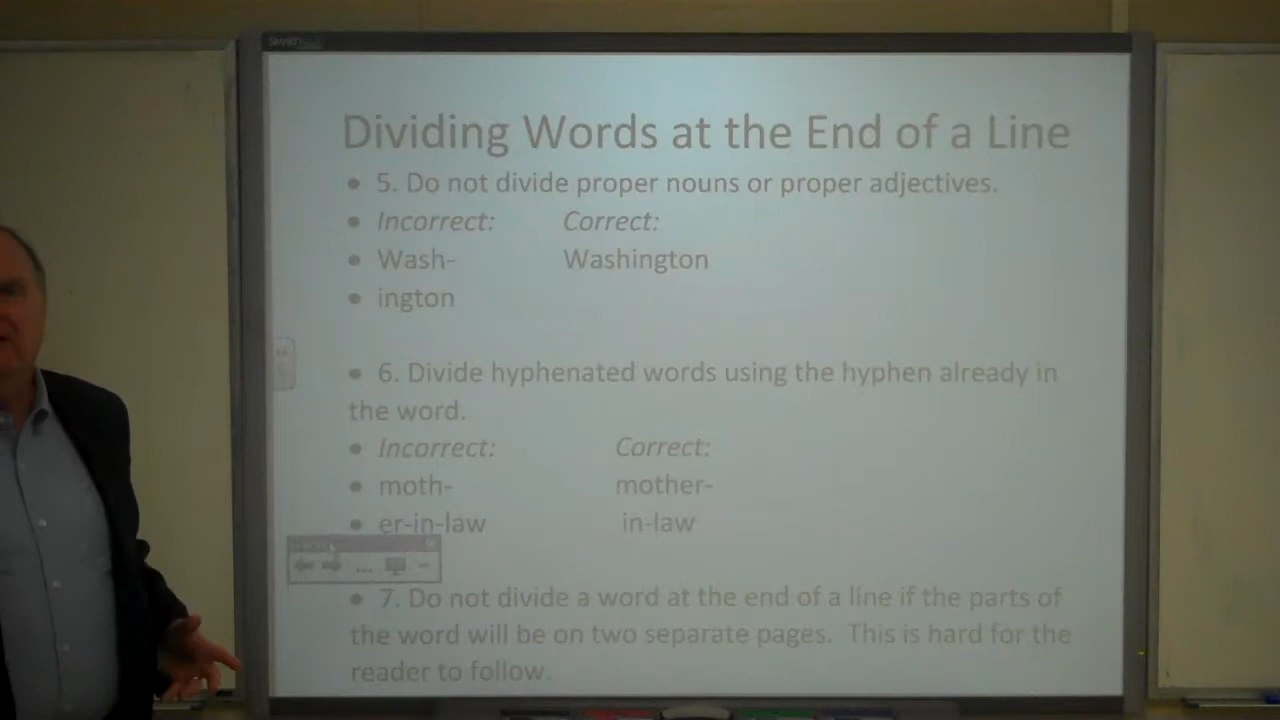 SMART
Dividing Words at the End of a Line
• 5. Do not divide proper nouns or proper adjectives.
• Incorrect: Correct:
• Wash- Washington
• ington
• 6. Divide hyphenated words using the hyphen already in
the word.
• Incorrect: Correct:
• moth- mother-
• er-in-law in-law
• 7. Do not divide a word at the end of a line if the parts of
the word will be on two separate pages. This is hard for the
reader to follow.